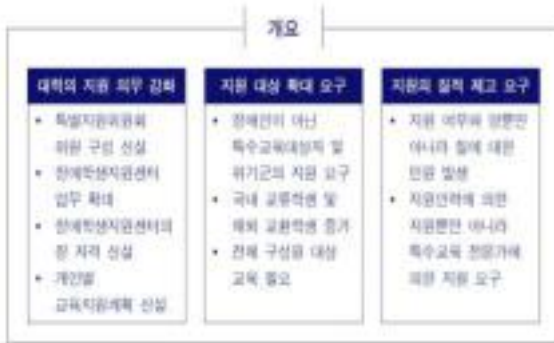 개요
대학의 지원 의무 강화
• 특별지원위원회
위원 구성 신설
• 장애학생지원센터
업무 확대
• 장애학생지원센터의
장 자격 신설
• 개인별
교육지원계획 신설
지원 대상 확대 요구
• 장애인이 아닌
특수교육대상자 및
위기군의 지원 요구
• 국내 교류학생 및
해외 교환학생 증가
• 전체 구성원 대상
교육 필요
지원의 질적 제고 요구
• 지원 여부와 양뿐만
아니라 질에 대한
민원 발생
• 지원인력에 의한
지원뿐만 아니라
특수교육 전문가에
의한 지원 요구